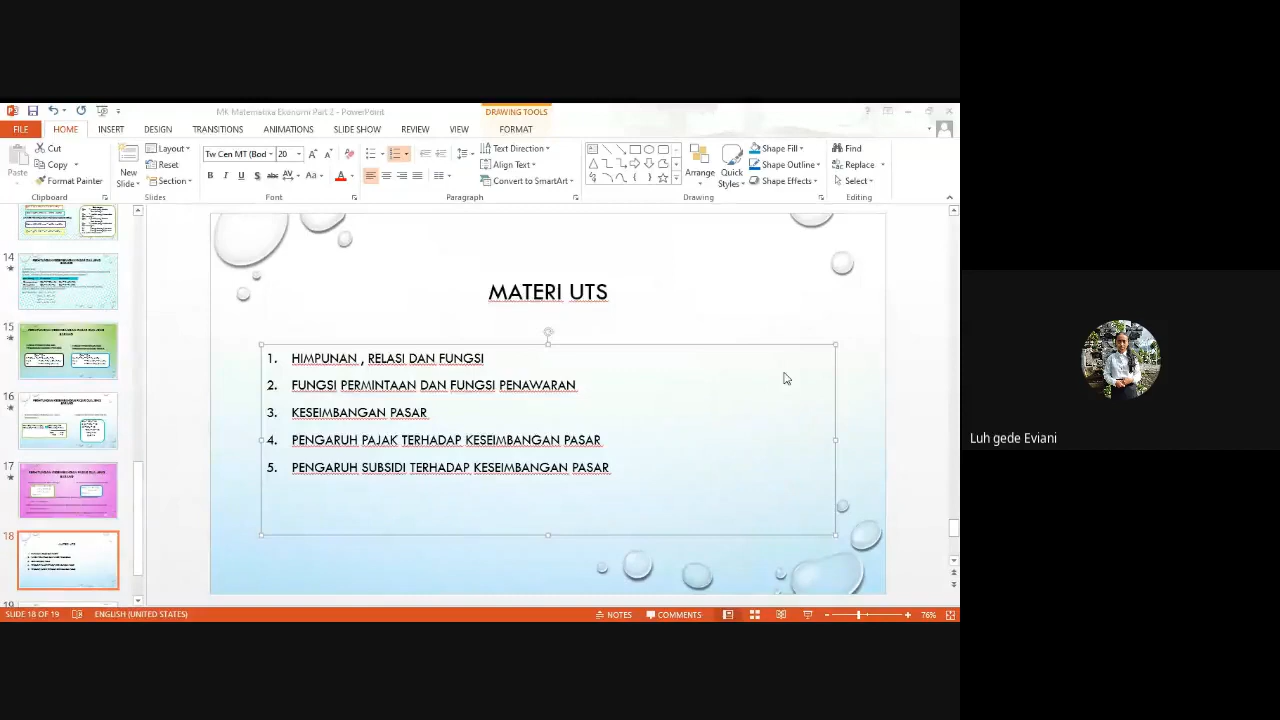 MK Matematika Ekonomi Part 2 - PowerPoint
DRAWING TOOLS
FILE HOME INSERT DESIGN TRANSITIONS ANIMATIONS SLIDE SHOW REVIEW VIEW FORMAT
Paste
Cut
Copy
Format Painter
Clipboard
New Slide
Layout
Reset
Section
Slides
Tw Cen MT (Bod 20
Font
Text Direction
Align Text
Convert to SmartArt
Paragraph
Arrange
Quick Styles
Shape Fill
Shape Outline
Shape Effects
Drawing
Find
Replace
Select
Editing
14
15
16
17
18
MATERI UTS
1. HIMPUNAN , RELASI DAN FUNGSI
2. FUNGSI PERMINTAAN DAN FUNGSI PENAWARAN
3. KESEIMBANGAN PASAR
4. PENGARUH PAJAK TERHADAP KESEIMBANGAN PASAR
5. PENGARUH SUBSIDI TERHADAP KESEIMBANGAN PASAR
Luh gede Eviani
SLIDE 18 OF 19 ENGLISH (UNITED STATES) NOTES COMMENTS 76%